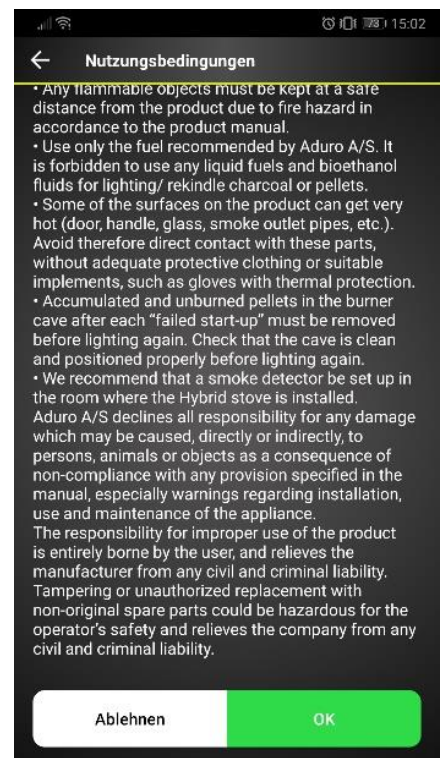 73 15:02
Nutzungsbedingungen
• Any flammable objects must be kept at a safe
distance from the product due to fire hazard in
accordance to the product manual.
• Use only the fuel recommended by Aduro A/S. It
is forbidden to use any liquid fuels and bioethanol
fluids for lighting/ rekindle charcoal or pellets.
• Some of the surfaces on the product can get very
hot (door, handle, glass, smoke outlet pipes, etc.).
Avoid therefore direct contact with these parts,
without adequate protective clothing or suitable
implements, such as gloves with thermal protection.
• Accumulated and unburned pellets in the burner
cave after each “failed start-up” must be removed
before lighting again. Check that the cave is clean
and positioned properly before lighting again.
• We recommend that a smoke detector be set up in
the room where the Hybrid stove is installed.
Aduro A/S declines all responsibility for any damage
which may be caused, directly or indirectly, to
persons, animals or objects as a consequence of
non-compliance with any provision specified in the
manual, especially warnings regarding installation,
use and maintenance of the appliance.
The responsibility for improper use of the product
is entirely borne by the user, and relieves the
manufacturer from any civil and criminal liability.
Tampering or unauthorized replacement with
non-original spare parts could be hazardous for the
operator’s safety and relieves the company from any
civil and criminal liability.
Ablehnen OK